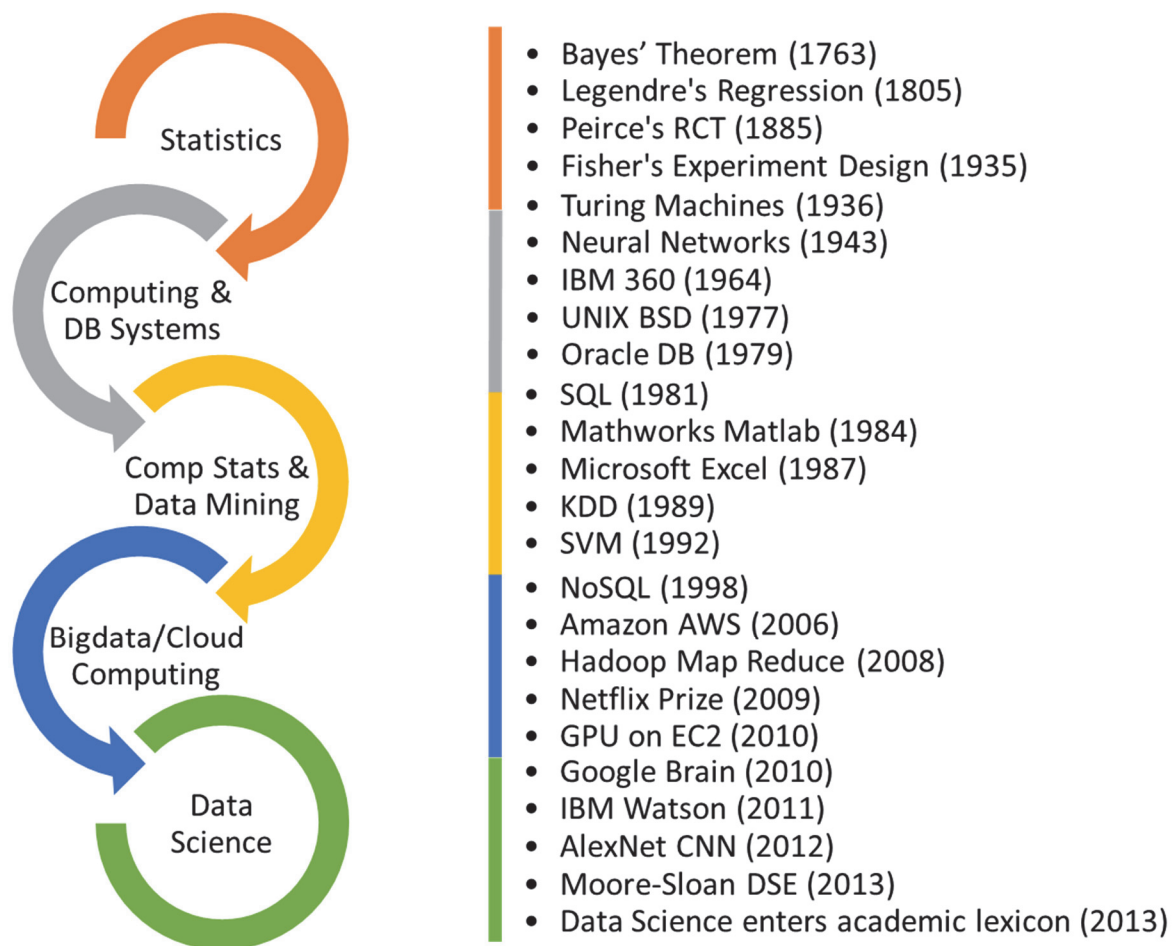 Statistics
Computing &
DB Systems
Comp Stats &
Data Mining
Bigdata/Cloud
Computing
Data
Science
• Bayes’ Theorem (1763)
• Legendre's Regression (1805)
• Peirce's RCT (1885)
• Fisher's Experiment Design (1935)
• Turing Machines (1936)
• Neural Networks (1943)
• IBM 360 (1964)
• UNIX BSD (1977)
• Oracle DB (1979)
• SQL (1981)
• Mathworks Matlab (1984)
• Microsoft Excel (1987)
• KDD (1989)
• SVM (1992)
• NoSQL (1998)
• Amazon AWS (2006)
• Hadoop Map Reduce (2008)
• Netflix Prize (2009)
• GPU on EC2 (2010)
• Google Brain (2010)
• IBM Watson (2011)
• AlexNet CNN (2012)
• Moore-Sloan DSE (2013)
• Data Science enters academic lexicon (2013)